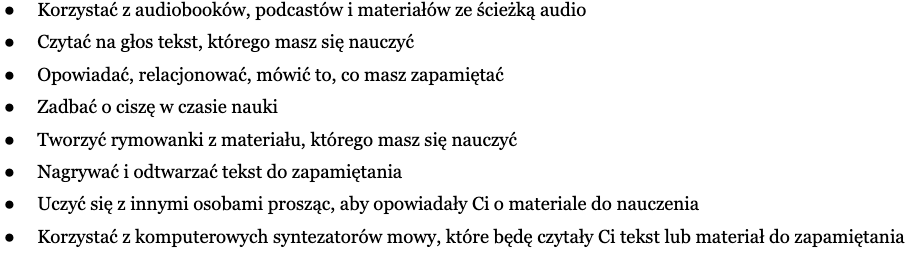 ● Korzystać z audiobooków, podcastów i materiałów ze ścieżką audio
● Czytać na głos tekst, którego masz się nauczyć
● Opowiadać, relacjonować, mówić to, co masz zapamiętać
● Zadbać o ciszę w czasie nauki
● Tworzyć rymowanki z materiału, którego masz się nauczyć
● Nagrywać i odtwarzać tekst do zapamiętania
● Uczyć się z innymi osobami prosząc, aby opowiadały Ci o materiale do nauczenia
● Korzystać z komputerowych syntezatorów mowy, które będę czytały Ci tekst lub materiał do zapamiętania